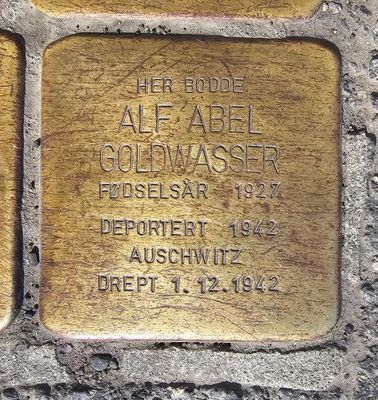 HER BODDE
ALF ABEL
GOLDWASSER
FØDSELSÅR 1927
DEPORTERT 1942
AUSCHWITZ
DREPT 1.12.1942